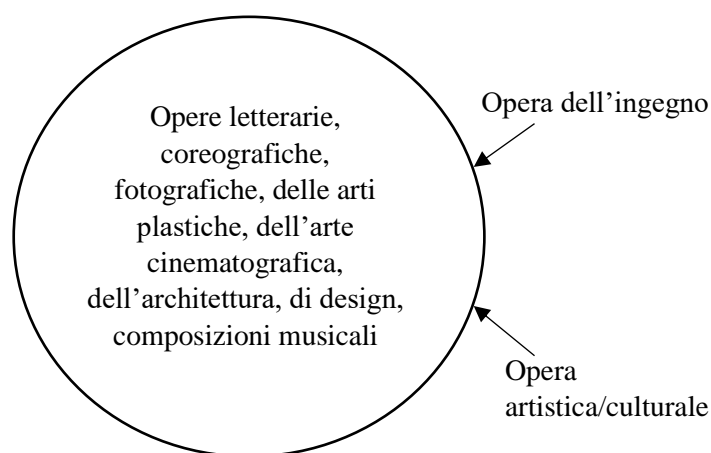 Opere letterarie,
coreografiche,
fotografiche, delle arti
plastiche, dell’arte
cinematografica,
dell’architettura, di design,
composizioni musicali
Opera dell’ingegno
Opera
artistica/culturale